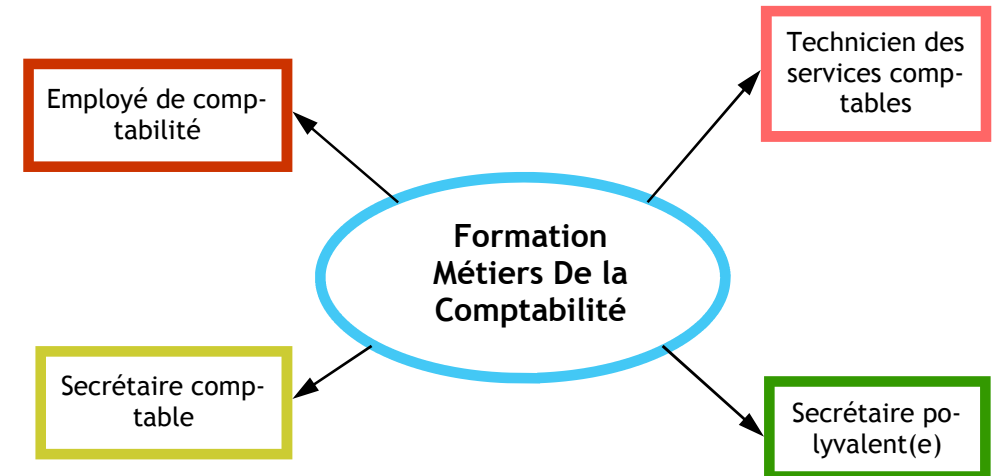 Technicien des
services comp-
tables
Employé de comp-
tabilité
Formation
Métiers De la
Comptabilité
Secrétaire comp-
table
Secrétaire po-
lyvalent(e)